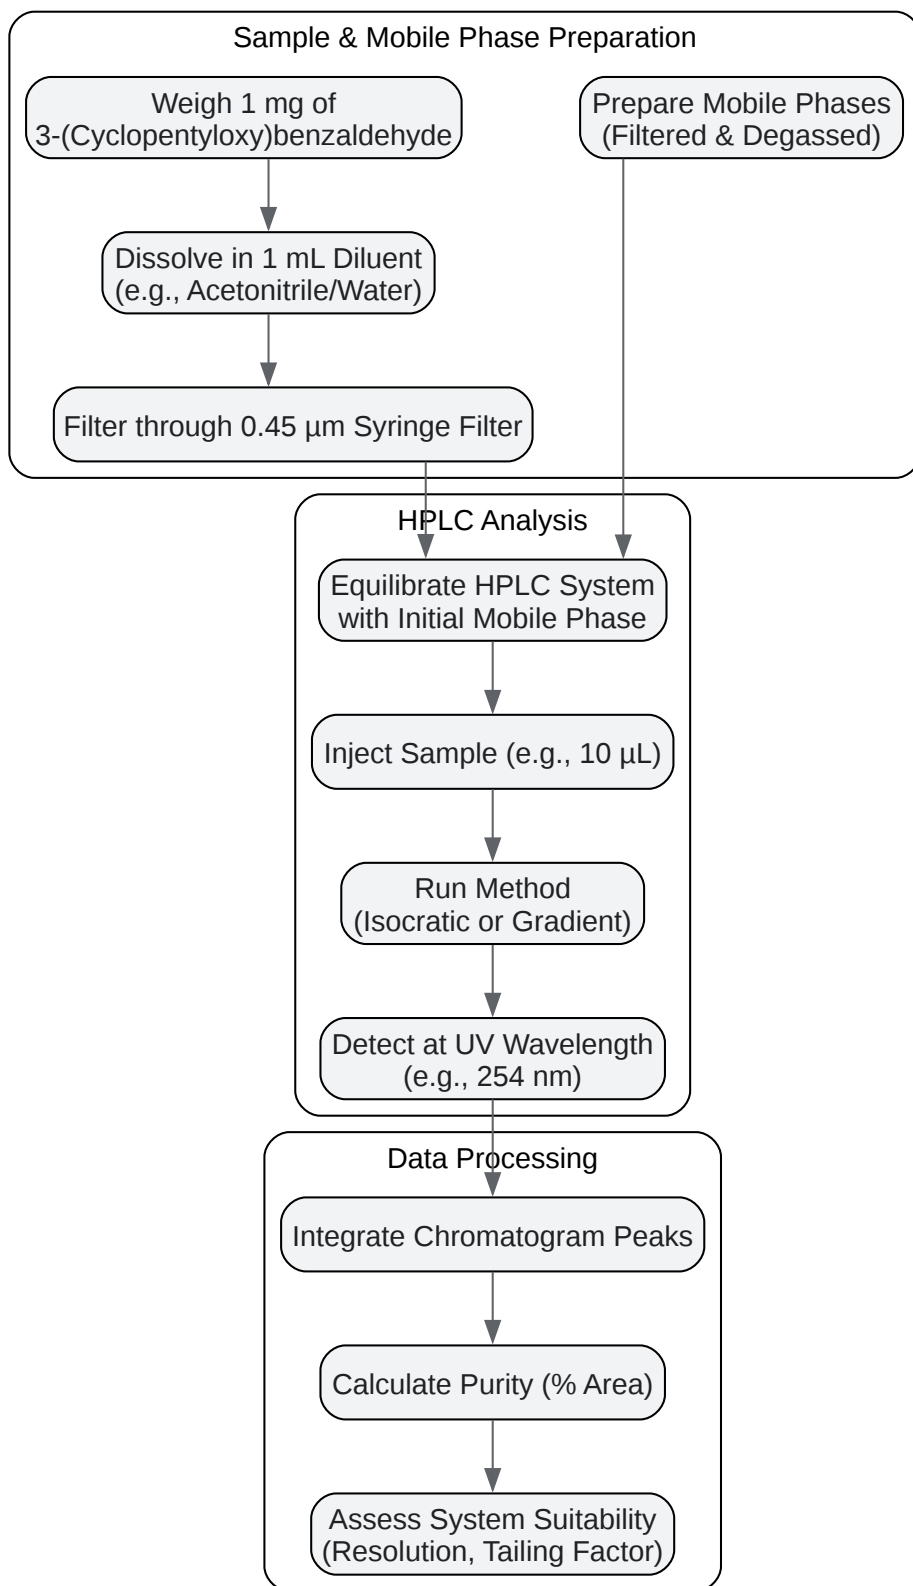 Sample & Mobile Phase Preparation
Weigh 1 mg of
3-(Cyclopentyloxy)benzaldehyde
Prepare Mobile Phases
(Filtered & Degassed)
Dissolve in 1 mL Diluent
(e.g., Acetonitrile/Water)
Filter through 0.45 µm Syringe Filter
HPLC Analysis
Equilibrate HPLC System
with Initial Mobile Phase
Inject Sample (e.g., 10 µL)
Run Method
(Isocratic or Gradient)
Detect at UV Wavelength
(e.g., 254 nm)
Data Processing
Integrate Chromatogram Peaks
Calculate Purity (% Area)
Assess System Suitability
(Resolution, Tailing Factor)